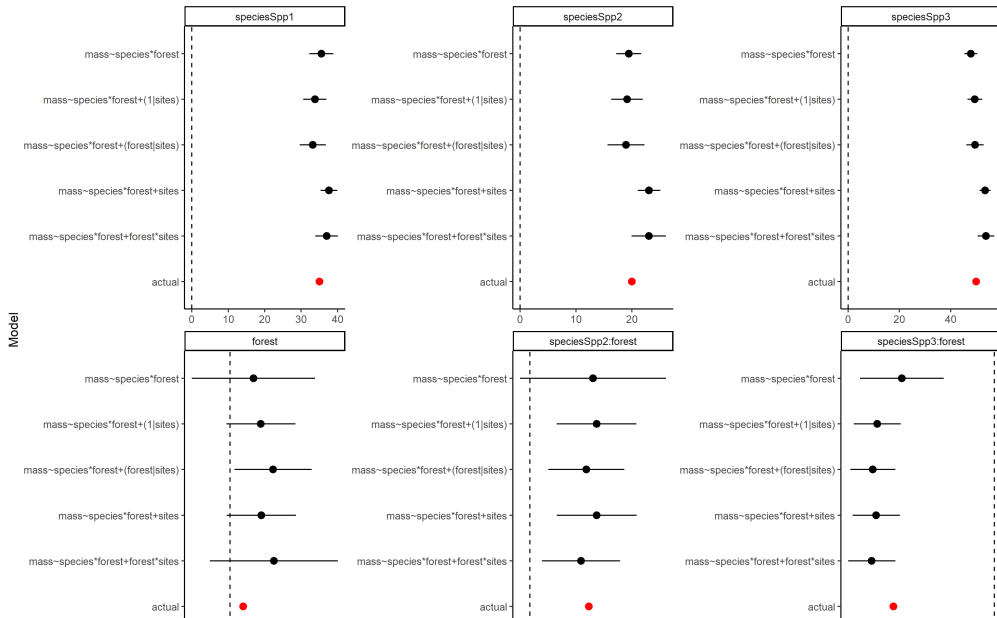 speciesSpp1
speciesSpp2
speciesSpp3
mass~species*forest
mass~species*forest
mass~species*forest
mass~species*forest+(1|sites)
mass~species*forest+(1|sites)
mass~species*forest+(1|sites)
mass~species*forest+(forest|sites)
mass~species*forest+(forest|sites)
mass~species*forest+(forest|sites)
mass~species*forest+sites
mass~species*forest+sites
mass~species*forest+sites
mass~species*forest+forest*sites
mass~species*forest+forest*sites
mass~species*forest+forest*sites
actual
actual
actual
0 10 20 30 40
0 10 20
0 20 40
Model
forest
speciesSpp2:forest
speciesSpp3:forest
mass~species*forest
mass~species*forest
mass~species*forest
mass~species*forest+(1|sites)
mass~species*forest+(1|sites)
mass~species*forest+(1|sites)
mass~species*forest+(forest|sites)
mass~species*forest+(forest|sites)
mass~species*forest+(forest|sites)
mass~species*forest+sites
mass~species*forest+sites
mass~species*forest+sites
mass~species*forest+forest*sites
mass~species*forest+forest*sites
mass~species*forest+forest*sites
actual
actual
actual